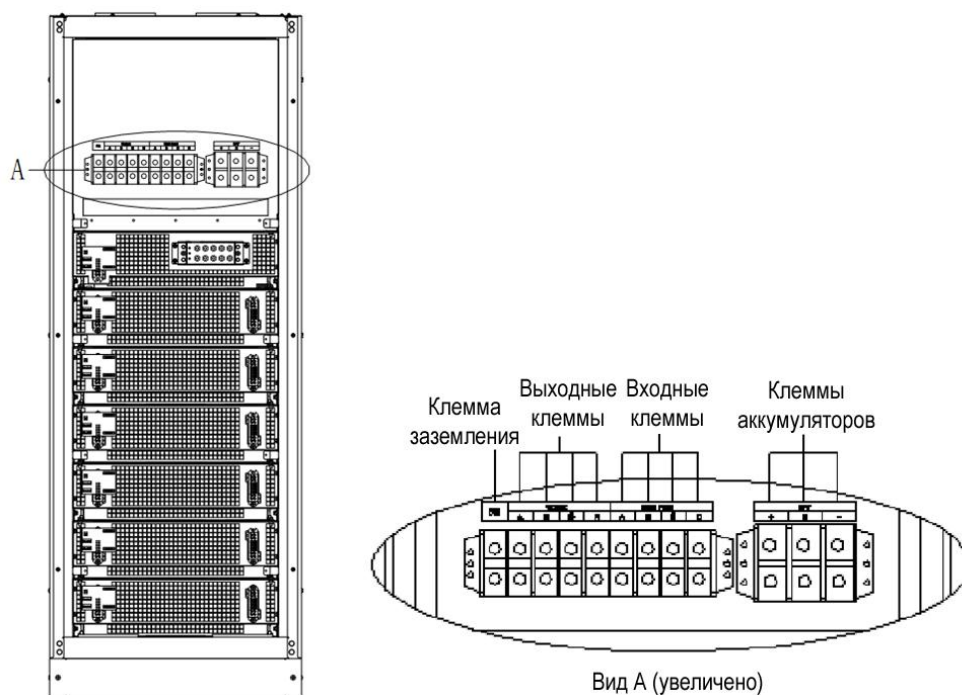 A
Клемма
заземления
Выходные
клеммы
Входные
клеммы
Клеммы
аккумуляторов
+
-
Вид А (увеличено)